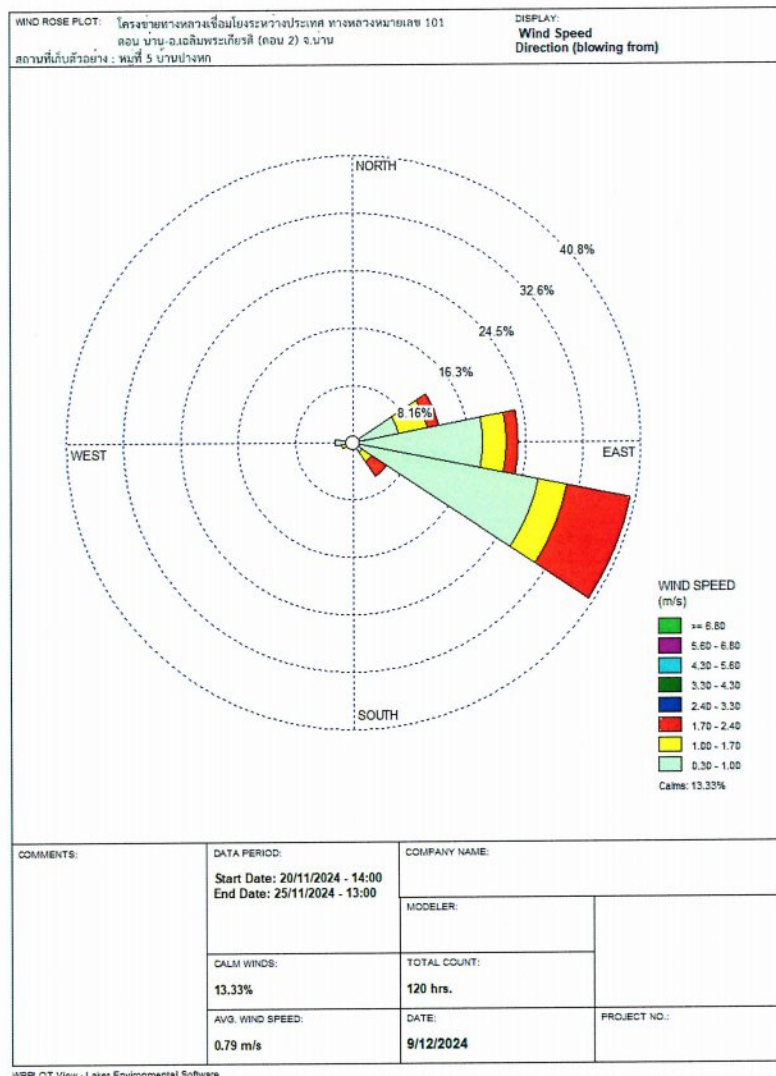 WIND ROSE PLOT:
โครงข่ายทางหลวงเชื่อมโยงระหว่างประเทศ ทางหลวงหมายเลข 101
ตอน น่าน-อ.เฉลิมพระเกียรติ (ตอน 2) จ.น่าน
สถานที่เก็บตัวอย่าง : หมู่ที่ 5 บ้านปางหก
DISPLAY:
Wind Speed
Direction (blowing from)
NORTH
40.8%
32.6%
24.5%
16.3%
8.16%
WEST
EAST
SOUTH
WIND SPEED
(m/s)
>= 6.80
5.60 - 6.80
4.30 - 5.60
3.30 - 4.30
2.40 - 3.30
1.70 - 2.40
1.00 - 1.70
0.30 - 1.00
Calms: 13.33%
COMMENTS:
DATA PERIOD:
Start Date: 20/11/2024 - 14:00
End Date: 25/11/2024 - 13:00
COMPANY NAME:
MODELER:
CALM WINDS:
13.33%
TOTAL COUNT:
120 hrs.
AVG. WIND SPEED:
0.79 m/s
DATE:
9/12/2024
PROJECT NO.:
WRPLOT View - Lakes Environmental Software